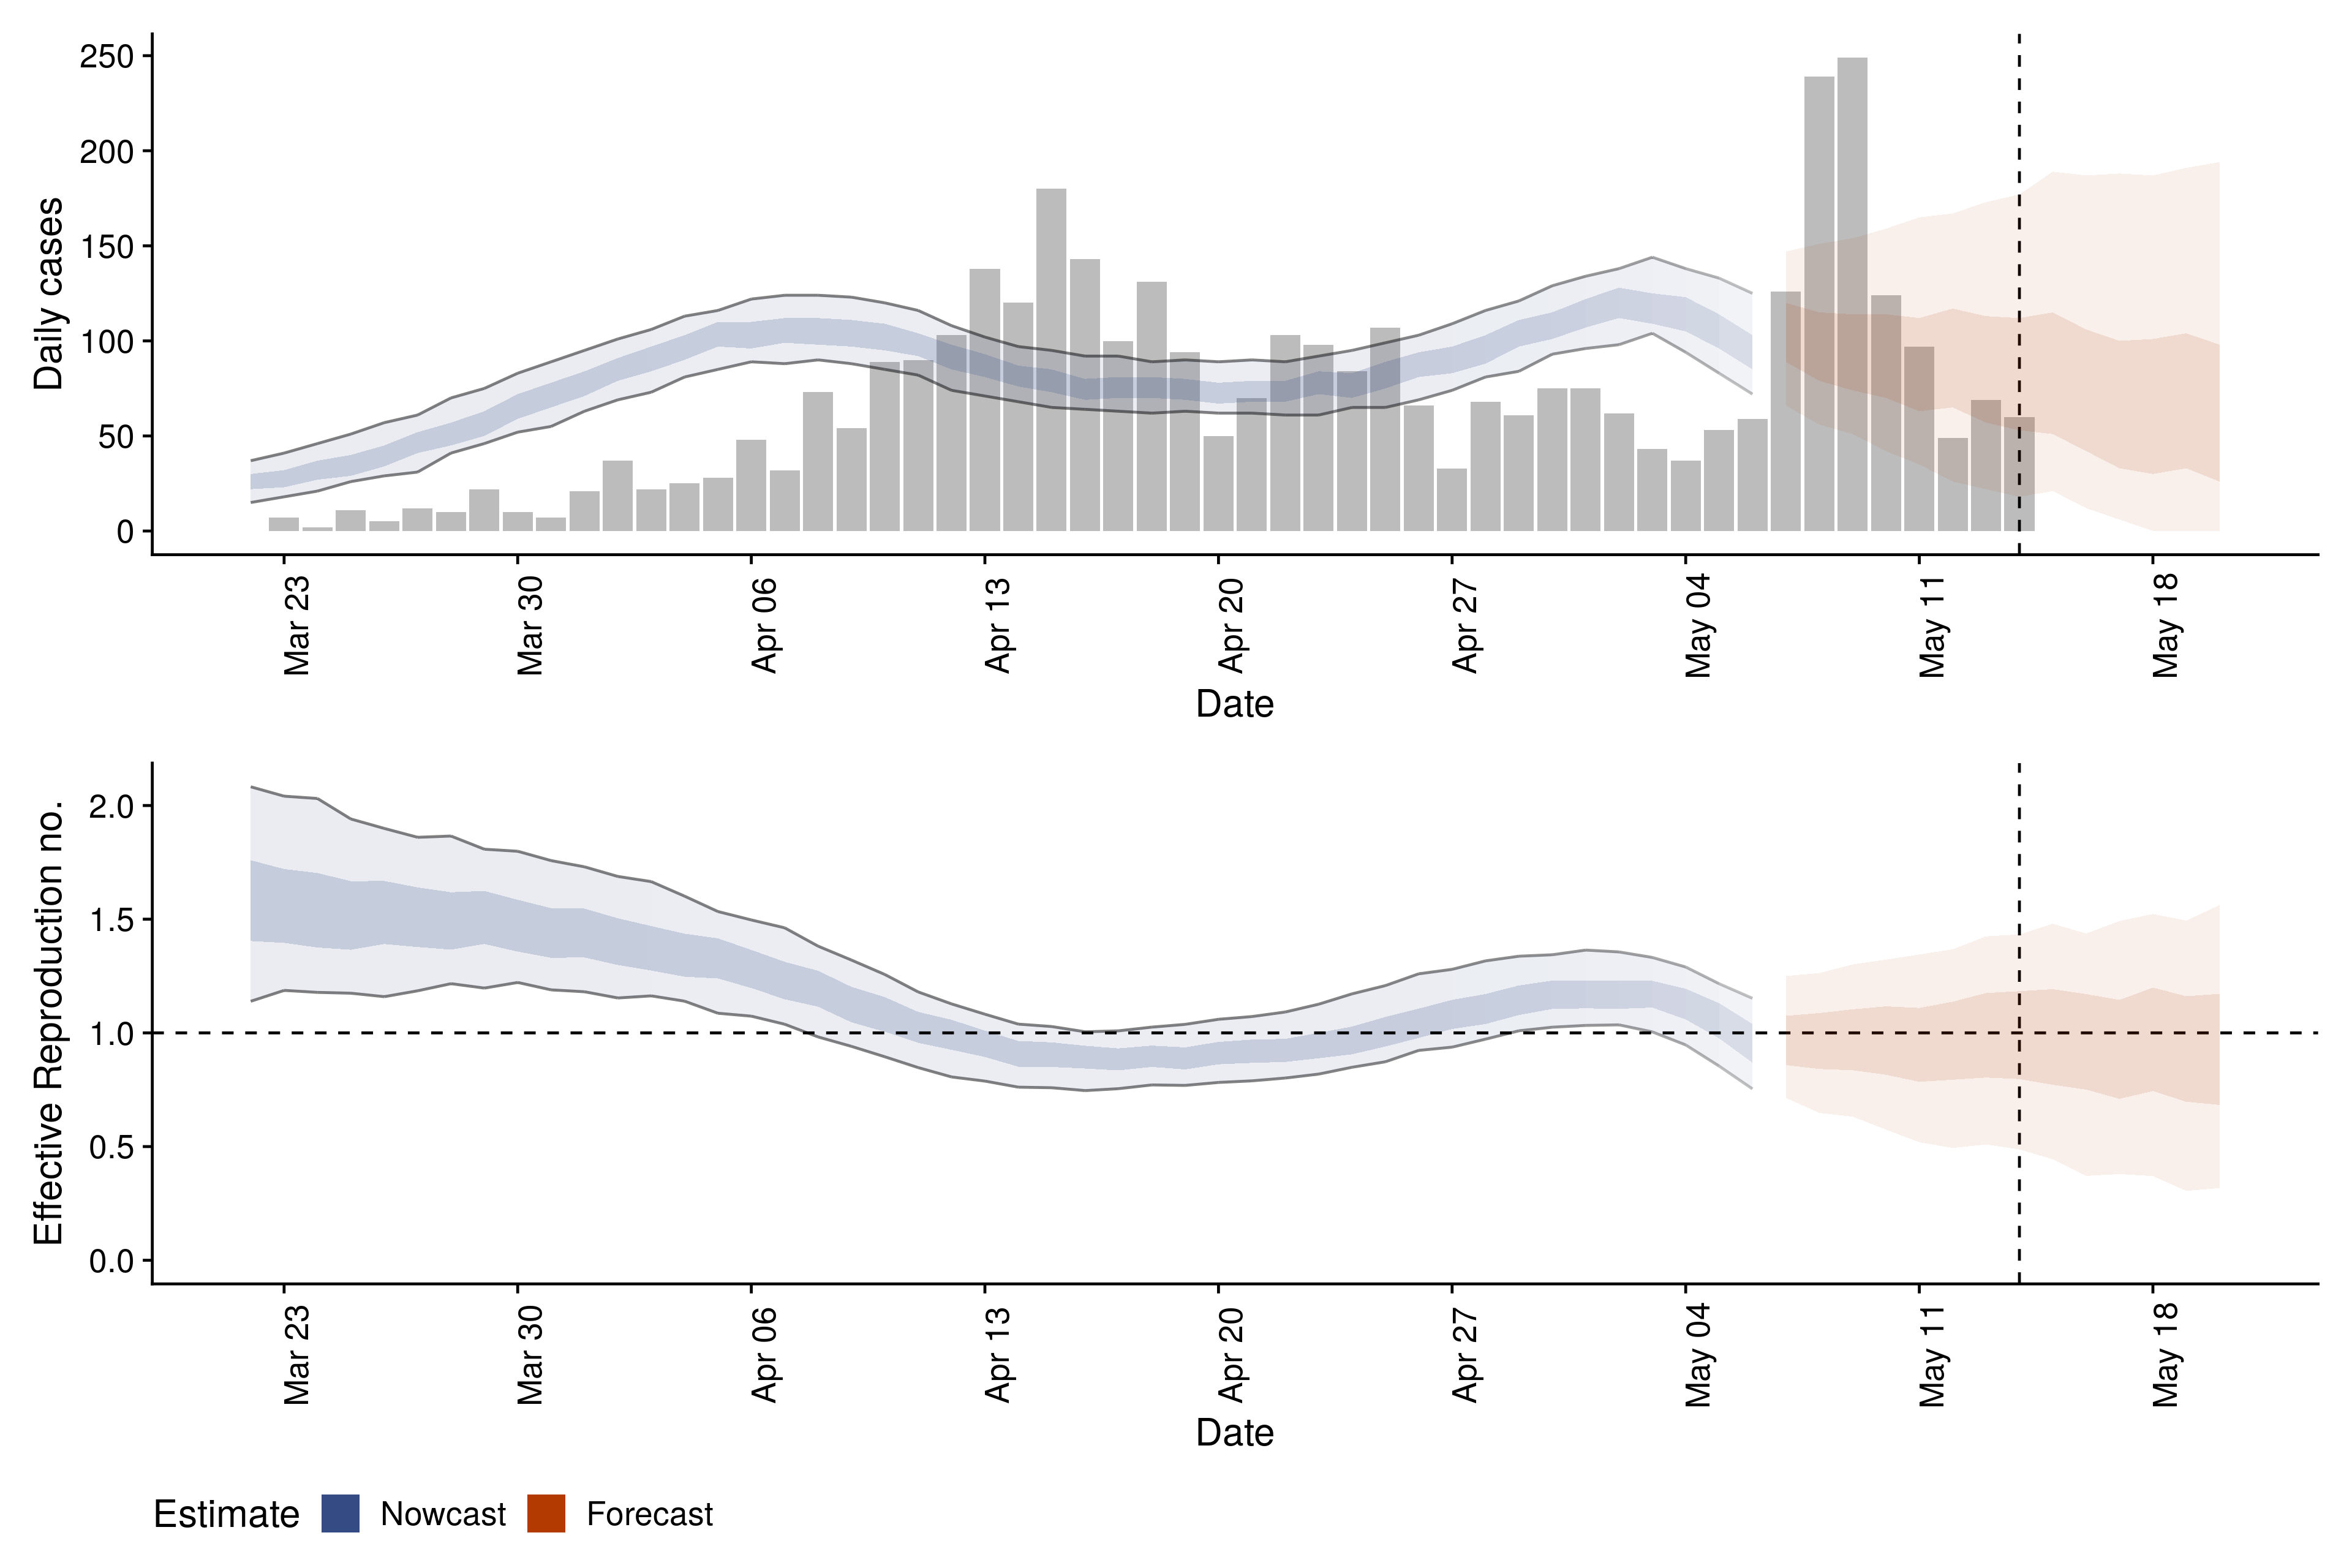 Daily cases
250
200
150
100
50
0
Mar 23
Mar 30
Apr 06
Apr 13
Apr 20
Apr 27
May 04
May 11
May 18
Date
Effective Reproduction no.
2.0
1.5
1.0
0.5
0.0
Mar 23
Mar 30
Apr 06
Apr 13
Apr 20
Apr 27
May 04
May 11
May 18
Date
Estimate Nowcast Forecast